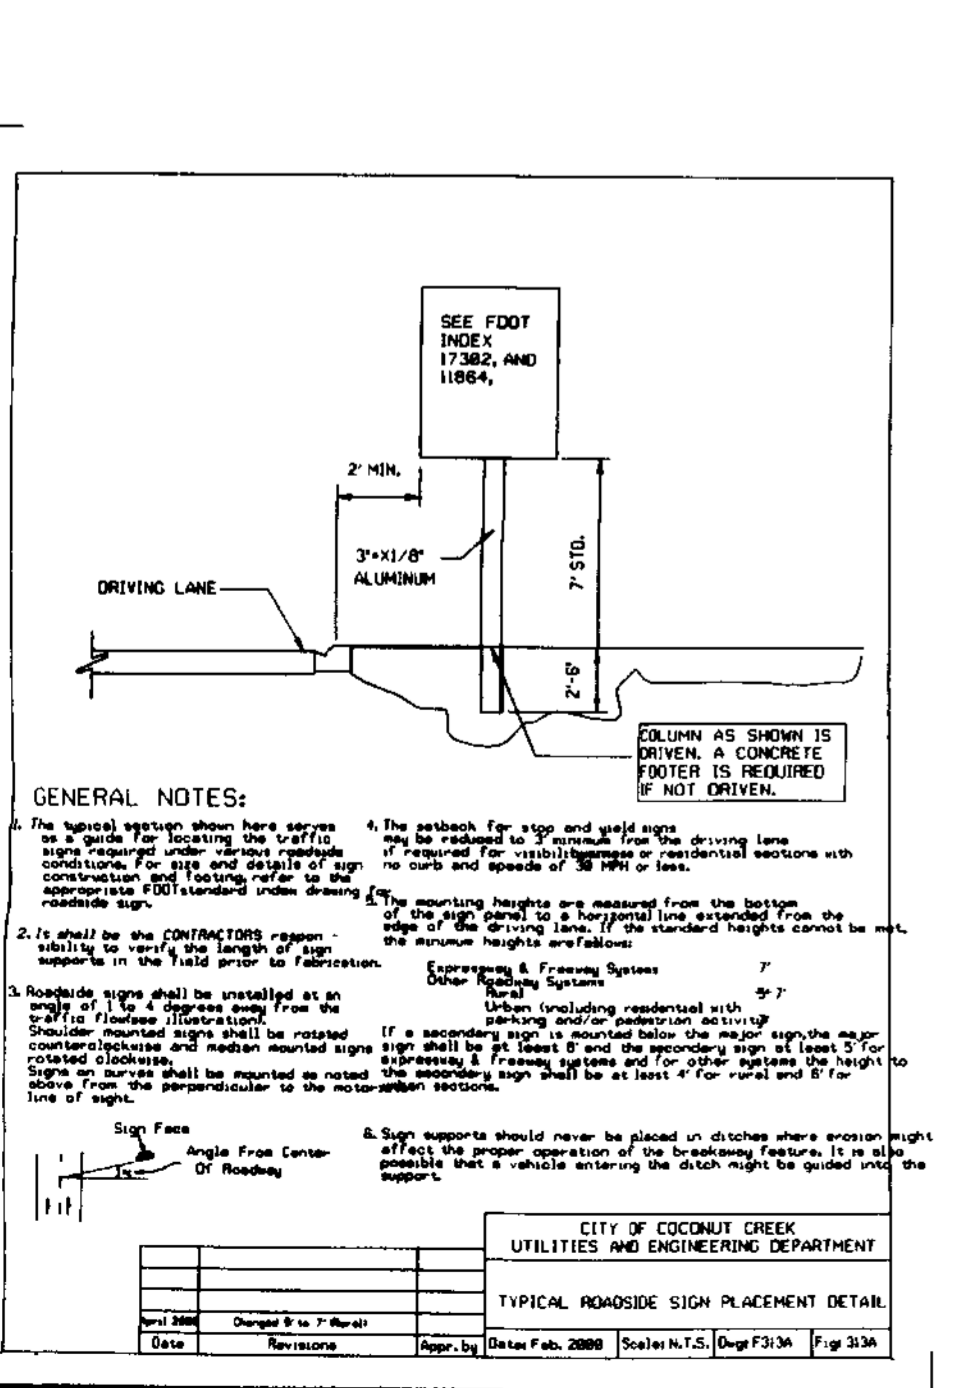 SEE FDOT
INDEX
17302, AND
11864,
2' MIN.
3"øX1/8"
ALUMINUM
7' STD.
DRIVING LANE
2'-6"
COLUMN AS SHOWN IS
DRIVEN. A CONCRETE
FOOTER IS REQUIRED
IF NOT DRIVEN.
GENERAL NOTES:
1. The typical section shown here serves
as a guide for locating the traffic
signs required under various roadside
conditions. For size and details of sign
construction and footing, refer to the
appropriate FDOT standard index drawing for
roadside sign.
2. It shall be the CONTRACTORS respon -
sibility to verify the length of sign
supports in the field prior to fabrication.
3. Roadside signs shall be installed at an
angle of 1 to 4 degrees away from the
traffic flow(see illustration).
Shoulder mounted signs shall be rotated
counterclockwise and median mounted signs
rotated clockwise.
Signs on curves shall be mounted as noted
above from the perpendicular to the motorist
line of sight.
Sign Face
Angle From Center
Of Roadway
4. The setback for stop and yield signs
may be reduced to 3' minimum from the driving lane
if required for visibility or residential sections with
no curb and speeds of 30 MPH or less.
5. The mounting heights are measured from the bottom
of the sign panel to a horizontal line extended from the
edge of the driving lane. If the standard heights cannot be met,
the minimum heights are follows:
Expressway & Freeway Systems 7'
Other Roadway Systems
Rural 7'
Urban (including residential with
parking and/or pedestrian activity)
If a secondary sign is mounted below the major sign, the major
sign shall be at least 8' and the secondary sign at least 5' for
expressway & freeway systems and for other systems the height to
the secondary sign shall be at least 4' for rural and 6' for
urban sections.
6. Sign supports should never be placed in ditches where erosion might
affect the proper operation of the breakaway feature. It is also
possible that a vehicle entering the ditch might be guided into the
support.
CITY OF COCONUT CREEK
UTILITIES AND ENGINEERING DEPARTMENT
TYPICAL ROADSIDE SIGN PLACEMENT DETAIL
April Changed to 7' (Rural)
Date Revisions Appr. by Date: Feb. 2000 Scale: N.T.S. Dwg: F313A Fig: 313A